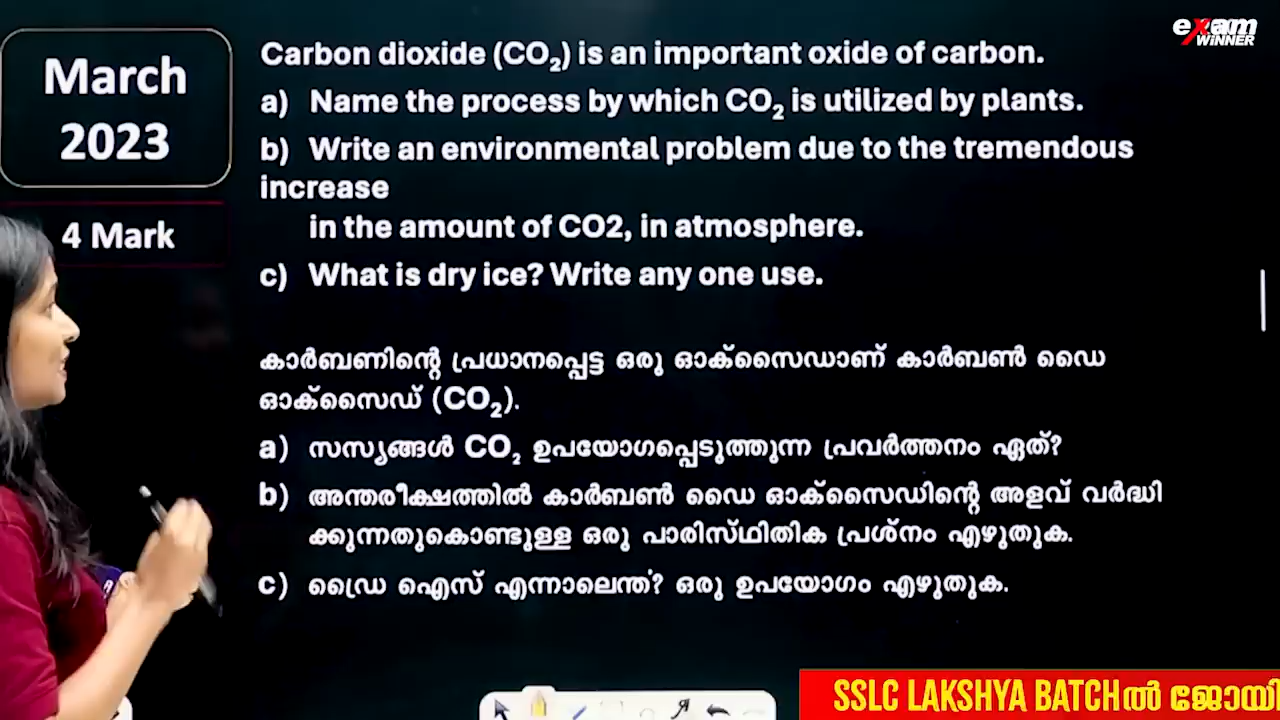 exam
WINNER
March
2023
4 Mark
Carbon dioxide (CO₂) is an important oxide of carbon.
a) Name the process by which CO₂ is utilized by plants.
b) Write an environmental problem due to the tremendous
increase
in the amount of CO2, in atmosphere.
c) What is dry ice? Write any one use.
കാർബണിന്റെ പ്രധാനപ്പെട്ട ഒരു ഓക്സൈഡാണ് കാർബൺ ഡൈ
ഓക്സൈഡ് (CO₂).
a) സസ്യങ്ങൾ CO₂ ഉപയോഗപ്പെടുത്തുന്ന പ്രവർത്തനം ഏത്?
b) അന്തരീക്ഷത്തിൽ കാർബൺ ഡൈ ഓക്സൈഡിന്റെ അളവ് വർദ്ധി
ക്കുന്നതുകൊണ്ടുള്ള ഒരു പാരിസ്ഥിതിക പ്രശ്നം എഴുതുക.
c) ഡ്രൈ ഐസ് എന്നാലെന്ത്? ഒരു ഉപയോഗം എഴുതുക.
SSLC LAKSHYA BATCHൽ ജോയി